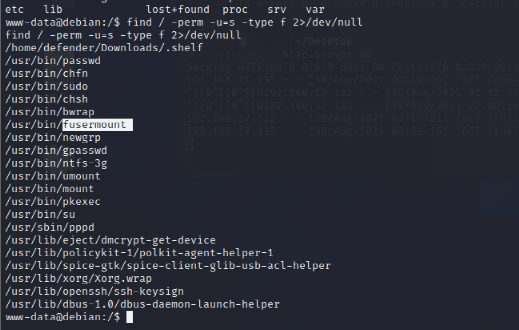 etc lib lost+found proc srv var
www-data@debian:/$ find / -perm -u=s -type f 2>/dev/null
find / -perm -u=s -type f 2>/dev/null
/home/defender/Downloads/.shelf
/usr/bin/passwd
/usr/bin/chfn
/usr/bin/sudo
/usr/bin/chsh
/usr/bin/bwrap
/usr/bin/fusermount
/usr/bin/newgrp
/usr/bin/gpasswd
/usr/bin/ntfs-3g
/usr/bin/umount
/usr/bin/mount
/usr/bin/pkexec
/usr/bin/su
/usr/sbin/pppd
/usr/lib/eject/dmcrypt-get-device
/usr/lib/policykit-1/polkit-agent-helper-1
/usr/lib/spice-gtk/spice-client-glib-usb-acl-helper
/usr/lib/xorg/Xorg.wrap
/usr/lib/openssh/ssh-keysign
/usr/lib/dbus-1.0/dbus-daemon-launch-helper
www-data@debian:/$